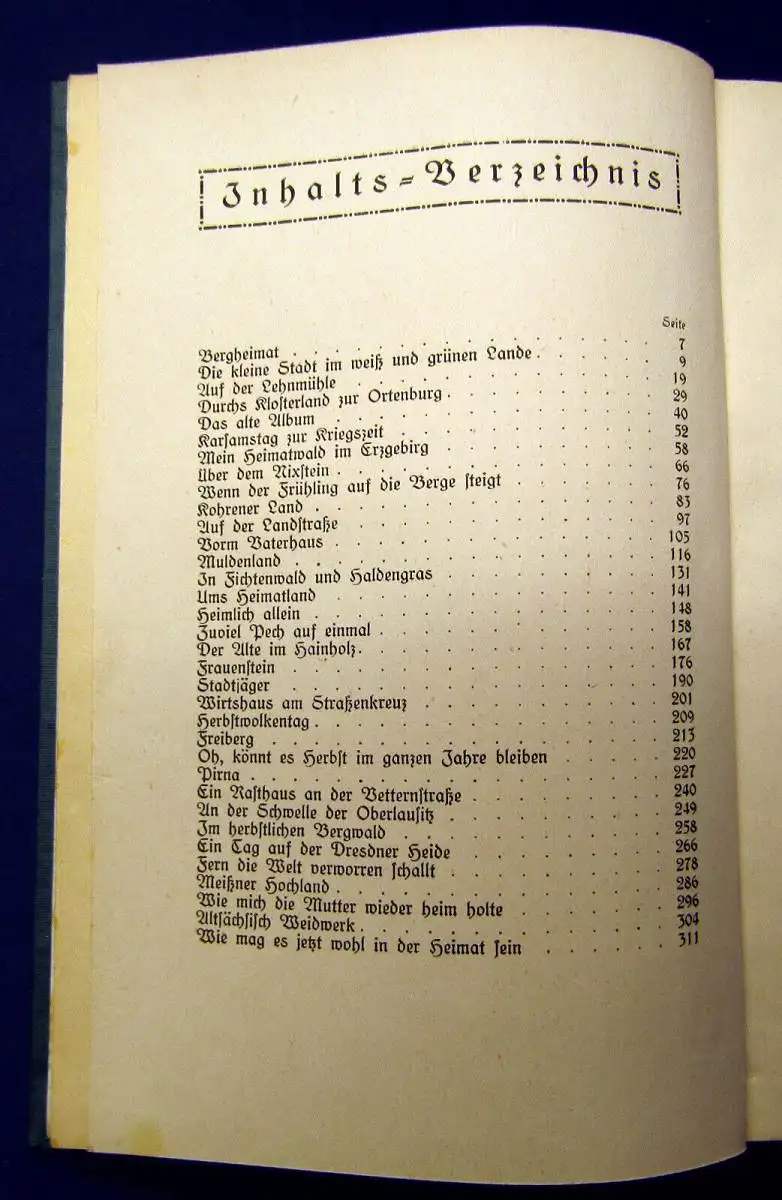 Inhalts-Verzeichnis
Seite
Bergheimat . . . . . . . . . . . . . . 7
Die kleine Stadt im weiß und grünen Lande . . . . . 9
Auf der Lehnmühle . . . . . . . . . . . . 19
Durchs Klosterland zur Ortenburg . . . . . . . . 29
Das alte Album . . . . . . . . . . . . . 40
Karsamstag zur Kriegszeit . . . . . . . . . . 52
Mein Heimatwald im Erzgebirg . . . . . . . . 58
Über dem Nixstein . . . . . . . . . . . . 66
Wenn der Frühling auf die Berge steigt . . . . . . 76
Kohrener Land . . . . . . . . . . . . . 83
Auf der Landstraße . . . . . . . . . . . . 97
Vorm Vaterhaus . . . . . . . . . . . . . 105
Muldenland . . . . . . . . . . . . . . 116
In Fichtenwald und Haldengras . . . . . . . . 131
Ums Heimatland . . . . . . . . . . . . . 141
Heimlich allein . . . . . . . . . . . . . 148
Zuviel Pech auf einmal . . . . . . . . . . . 158
Der Alte im Hainholz . . . . . . . . . . . . 167
Frauenstein . . . . . . . . . . . . . . 176
Stadtjäger . . . . . . . . . . . . . . 190
Wirtshaus am Straßenkreuz . . . . . . . . . 201
Herbstwolkentag . . . . . . . . . . . . . 209
Freiberg . . . . . . . . . . . . . . . 213
Oh, könnt es Herbst im ganzen Jahre bleiben . . . . . 220
Pirna . . . . . . . . . . . . . . . . 227
Ein Rasthaus an der Vetternstraße . . . . . . . . 240
An der Schwelle der Oberlausitz . . . . . . . . 249
Im herbstlichen Bergwald . . . . . . . . . . 258
Ein Tag auf der Dresdner Heide . . . . . . . . 266
Fern die Welt verworren schallt . . . . . . . . 278
Meißner Hochland . . . . . . . . . . . . 286
Wie mich die Mutter wieder heim holte . . . . . . 296
Altsächsisch Weidwerk . . . . . . . . . . . 304
Wie mag es jetzt wohl in der Heimat sein . . . . . . 311